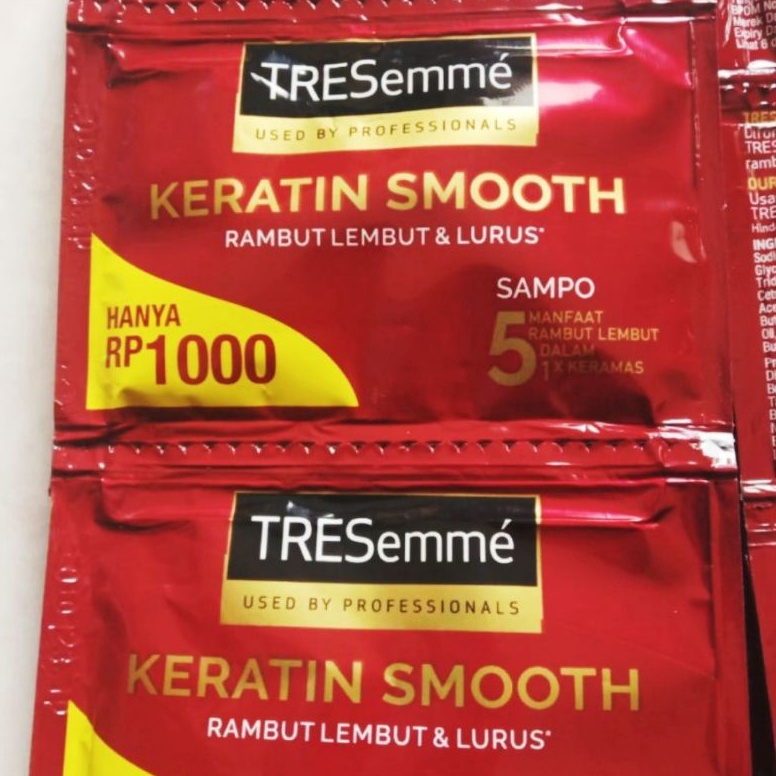 TRESemmé
USED BY PROFESSIONALS
KERATIN SMOOTH
RAMBUT LEMBUT & LURUS*
HANYA
RP1000
SAMPO
5 MANFAAT
RAMBUT LEMBUT
DALAM
1X KERAMAS
TRESemmé
USED BY PROFESSIONALS
KERATIN SMOOTH
RAMBUT LEMBUT & LURUS*